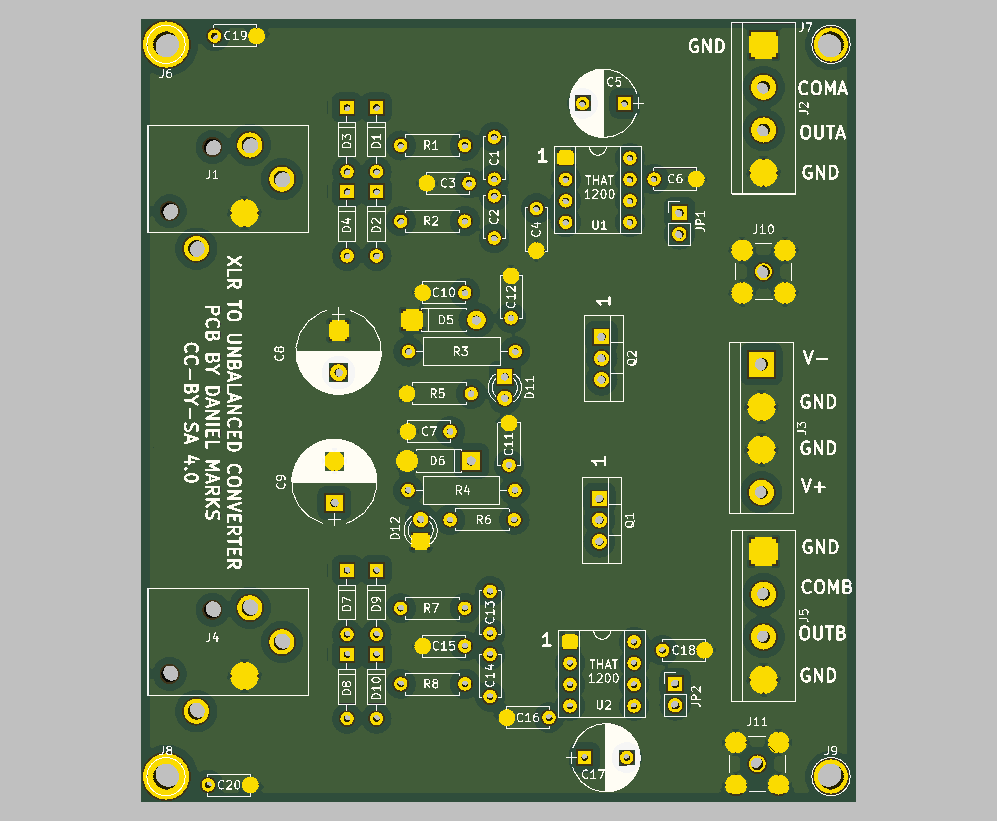 C19
J7
GND
J6
C5
COMA
J2
D3
D1
R1
C1
1
OUTA
J1
C3
THAT
1200
C6
GND
D4
D2
R2
C2
C4
U1
JP1
J10
XLR TO UNBALANCED CONVERTER
PCB BY DANIEL MARKS
CC-BY-SA 4.0
C10
C12
1
D5
C8
R3
Q2
V-
D11
R5
GND
C7
C11
J3
GND
D6
1
C9
R4
V+
D12
R6
Q1
GND
COMB
D7
D9
R7
C13
J5
J4
1
OUTB
C15
THAT
1200
C18
GND
D8
D10
R8
C14
U2
JP2
C16
J11
J8
J9
C17
C20